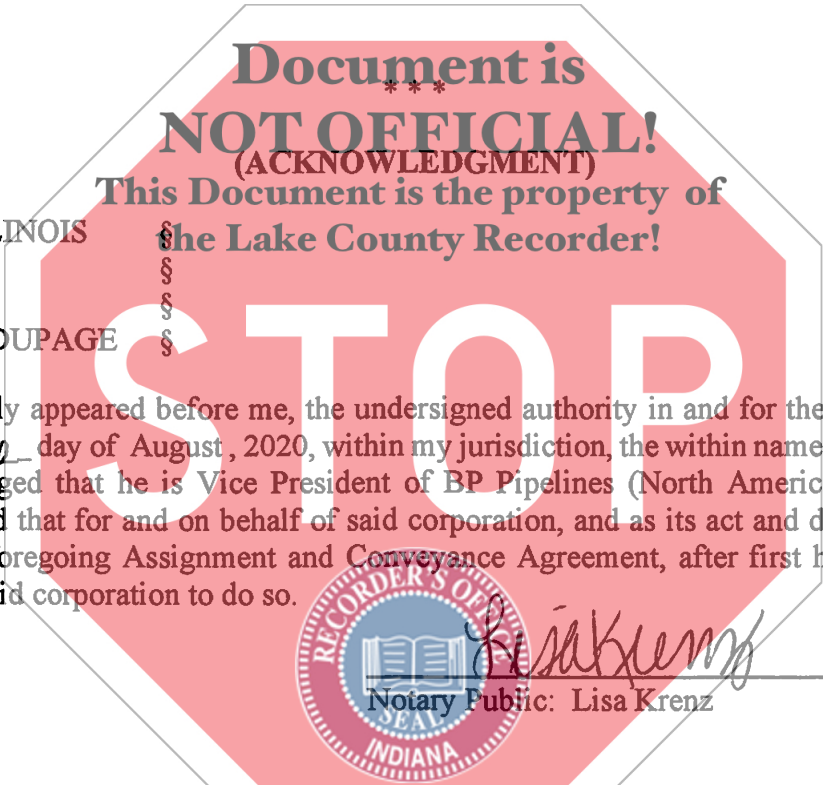 Document is
* * *
NOT OFFICIAL!
(ACKNOWLEDGMENT)
This Document is the property of
LINOIS §
the Lake County Recorder!
§
§
DUPAGE §
STOP
ly appeared before me, the undersigned authority in and for the
day of August, 2020, within my jurisdiction, the within name
ged that he is Vice President of BP Pipelines (North Americ
d that for and on behalf of said corporation, and as its act and d
oregoing Assignment and Conveyance Agreement, after first h
id corporation to do so.
RECORDER'S OFFICE
SEAL
INDIANA
Lisa Krenz
Notary Public: Lisa Krenz